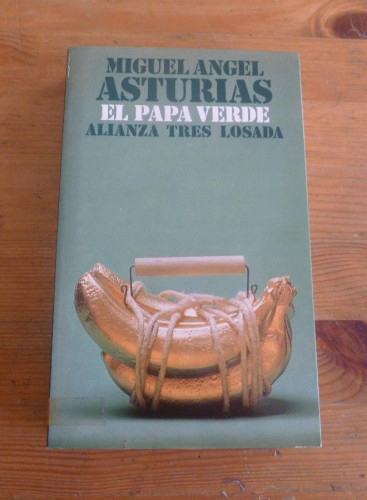 MIGUEL ANGEL
ASTURIAS
EL PAPA VERDE
ALIANZA TRES LOSADA